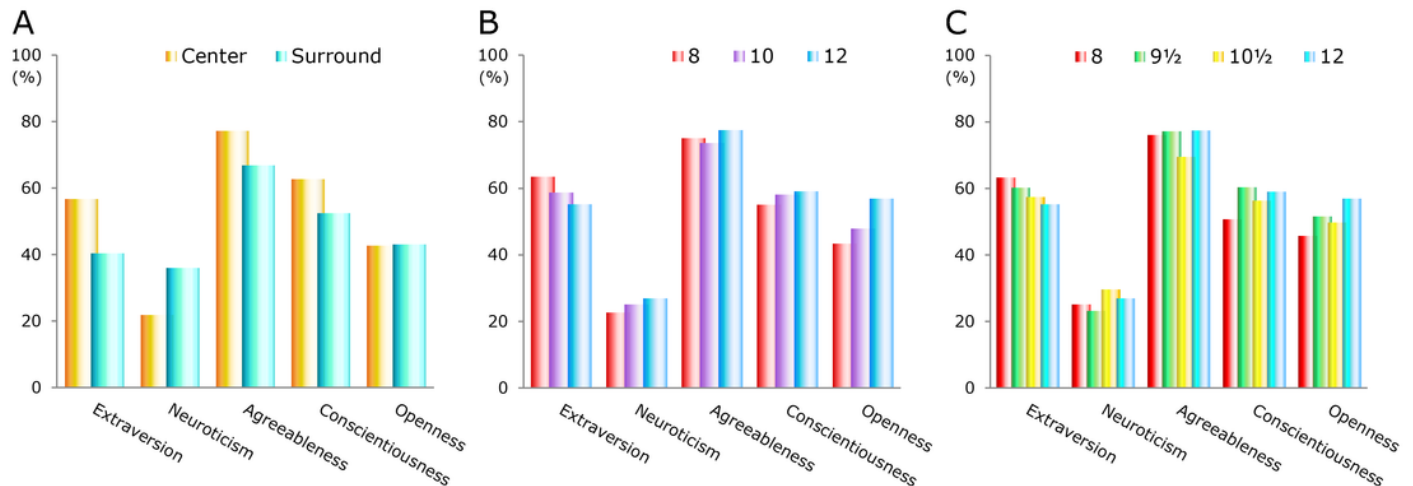 A
100
(%)
80
60
40
20
0
Center
Surround
Extraversion
Neuroticism
Agreeableness
Conscientiousness
Openness
B
100
(%)
80
60
40
20
0
8
10
12
Extraversion
Neuroticism
Agreeableness
Conscientiousness
Openness
C
100
(%)
80
60
40
20
0
8
9½
10½
12
Extraversion
Neuroticism
Agreeableness
Conscientiousness
Openness